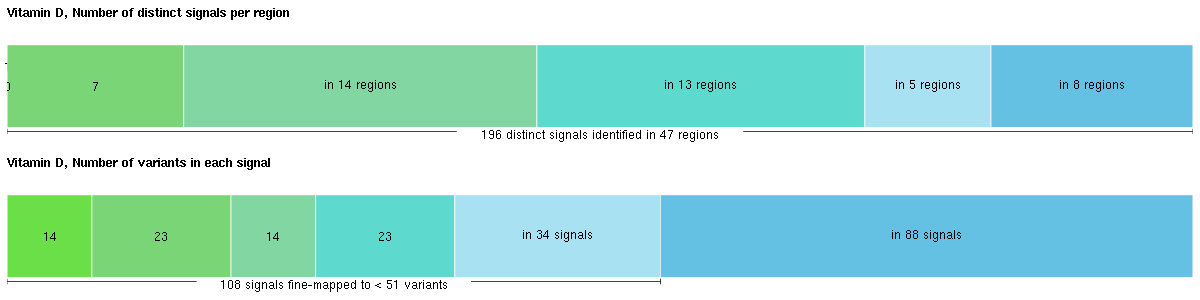 Vitamin D, Number of distinct signals per region
0
7
in 14 regions
in 13 regions
in 5 regions
in 8 regions
196 distinct signals identified in 47 regions
Vitamin D, Number of variants in each signal
14
23
14
23
in 34 signals
in 88 signals
108 signals fine-mapped to < 51 variants